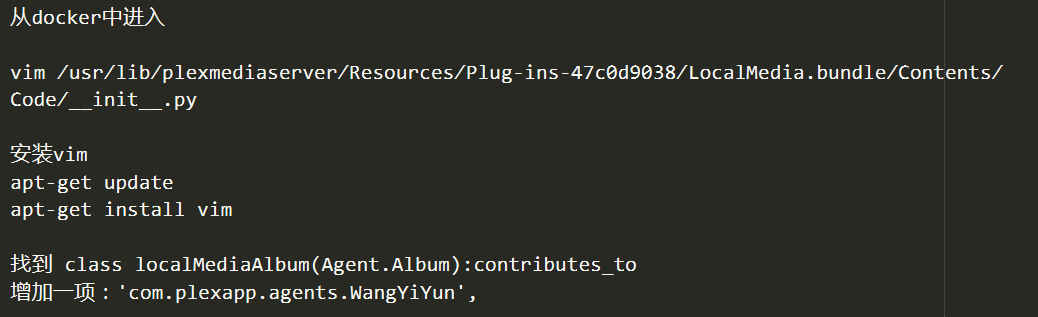 从docker中进入
vim /usr/lib/plexmediaserver/Resources/Plug-ins-47c0d9038/LocalMedia.bundle/Contents/
Code/__init__.py
安装vim
apt-get update
apt-get install vim
找到 class localMediaAlbum(Agent.Album):contributes_to
增加一项：'com.plexapp.agents.WangYiYun',